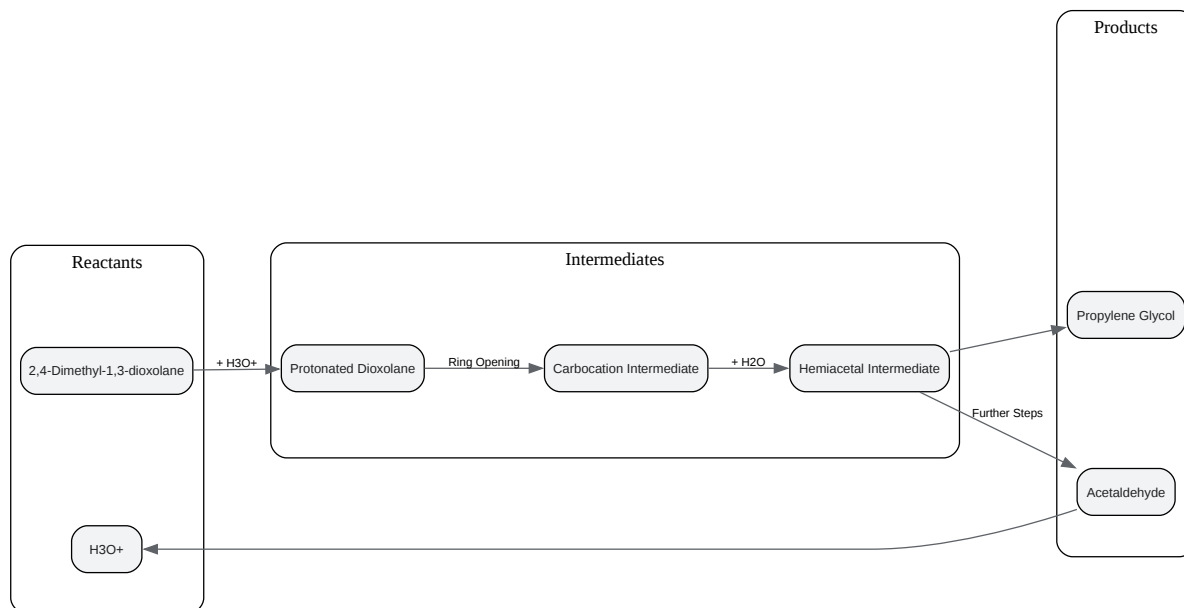 Products
Reactants
Intermediates
Propylene Glycol
2,4-Dimethyl-1,3-dioxolane
+ H3O+
Protonated Dioxolane
Ring Opening
Carbocation Intermediate
+ H2O
Hemiacetal Intermediate
Further Steps
Acetaldehyde
H3O+